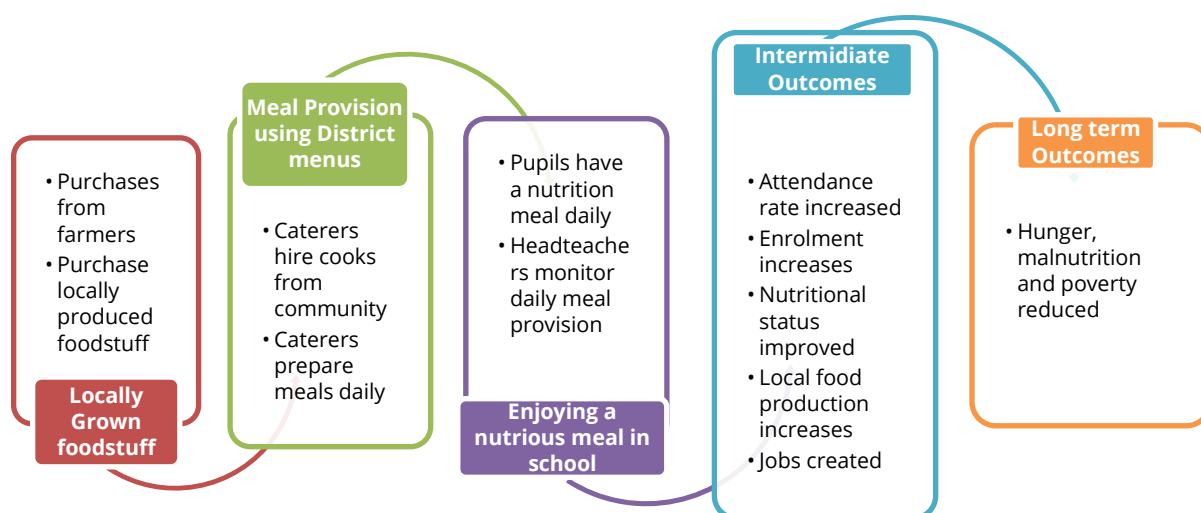 • Purchases
from
farmers
• Purchase
locally
produced
foodstuff
Locally
Grown
foodstuff
Meal Provision
using District
menus
• Caterers
hire cooks
from
community
• Caterers
prepare
meals daily
• Pupils have
a nutrition
meal daily
• Headteache
rs monitor
daily meal
provision
Enjoying a
nutrious meal in
school
Intermidiate
Outcomes
• Attendance
rate increased
• Enrolment
increases
• Nutritional
status
improved
• Local food
production
increases
• Jobs created
Long term
Outcomes
• Hunger,
malnutrition
and poverty
reduced